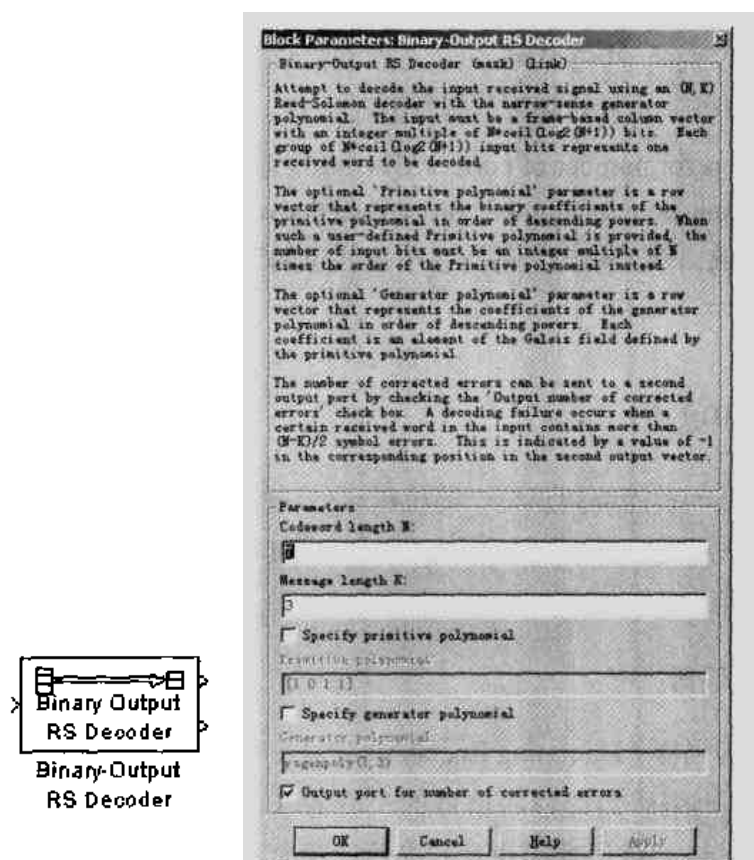 Block Parameters: Binary-Output RS Decoder
Binary-Output RS Decoder (mask) (link)
Attempt to decode the input received signal using an (N,K)
Reed-Solomon decoder with the narrow-sense generator
polynomial. The input must be a frame-based column vector
with an integer multiple of N*ceil(log2(N+1)) bits. Each
group of N*ceil(log2(N+1)) input bits represents one
received word to be decoded.
The optional 'Primitive polynomial' parameter is a row
vector that represents the binary coefficients of the
primitive polynomial in order of descending powers. When
such a user-defined Primitive polynomial is provided, the
number of input bits must be an integer multiple of N
times the order of the Primitive polynomial instead.
The optional 'Generator polynomial' parameter is a row
vector that represents the coefficients of the generator
polynomial in order of descending powers. Each
coefficient is an element of the Galois field defined by
the primitive polynomial.
The number of corrected errors can be sent to a second
output port by checking the 'Output number of corrected
errors' check box. A decoding failure occurs when a
certain received word in the input contains more than
(N-K)/2 symbol errors. This is indicated by a value of -1
in the corresponding position in the second output vector.
Parameters
Codeword length N:
7
Message length K:
3
Specify primitive polynomial
Primitive polynomial
[1 0 1 1]
Specify generator polynomial
Generator polynomial
rsgenpoly(7,3)
Output port for number of corrected errors
OK Cancel Help Apply
Binary Output
RS Decoder
Binary-Output
RS Decoder